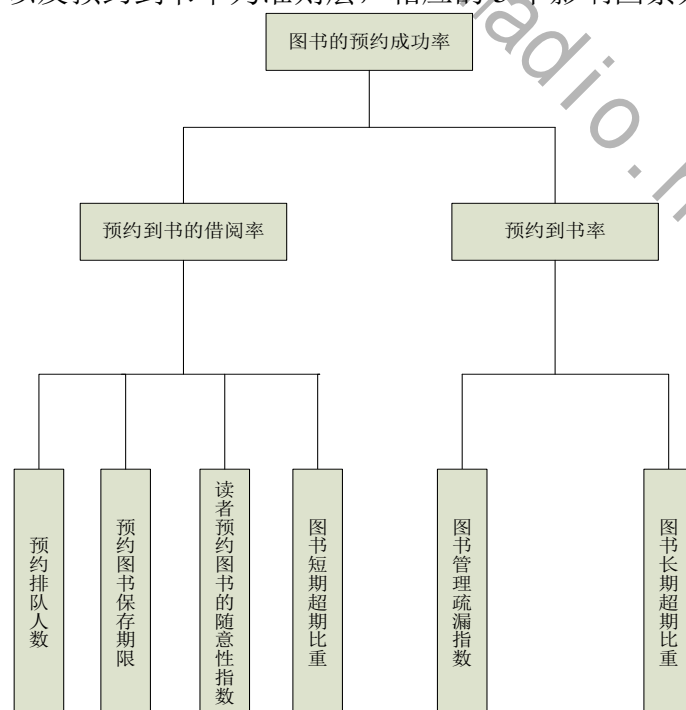 图书的预约成功率
预约到书的借阅率
预约到书率
预约排队人数
预约图书保存期限
读者预约图书的随意性指数
图书短期超期比重
图书管理疏漏指数
图书长期超期比重